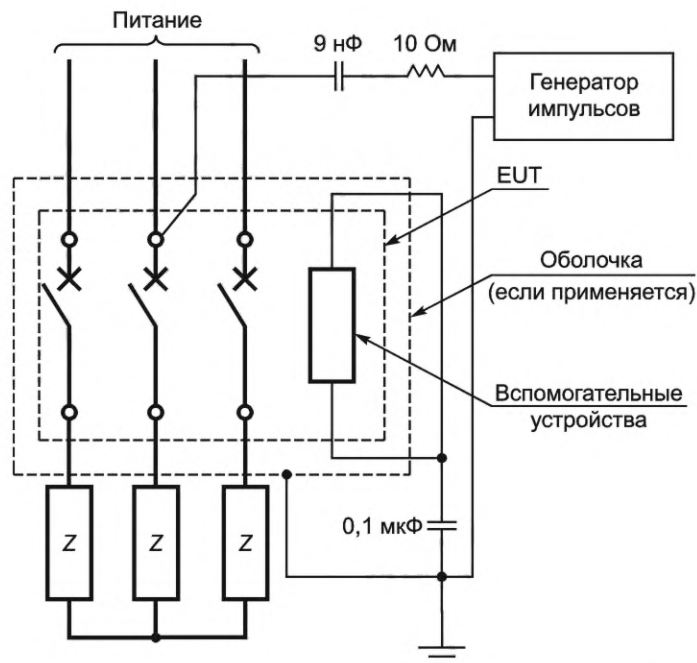 Питание
9 нФ
10 Ом
Генератор
импульсов
EUT
Оболочка
(если применяется)
Вспомогательные
устройства
0,1 мкФ
Z
Z
Z